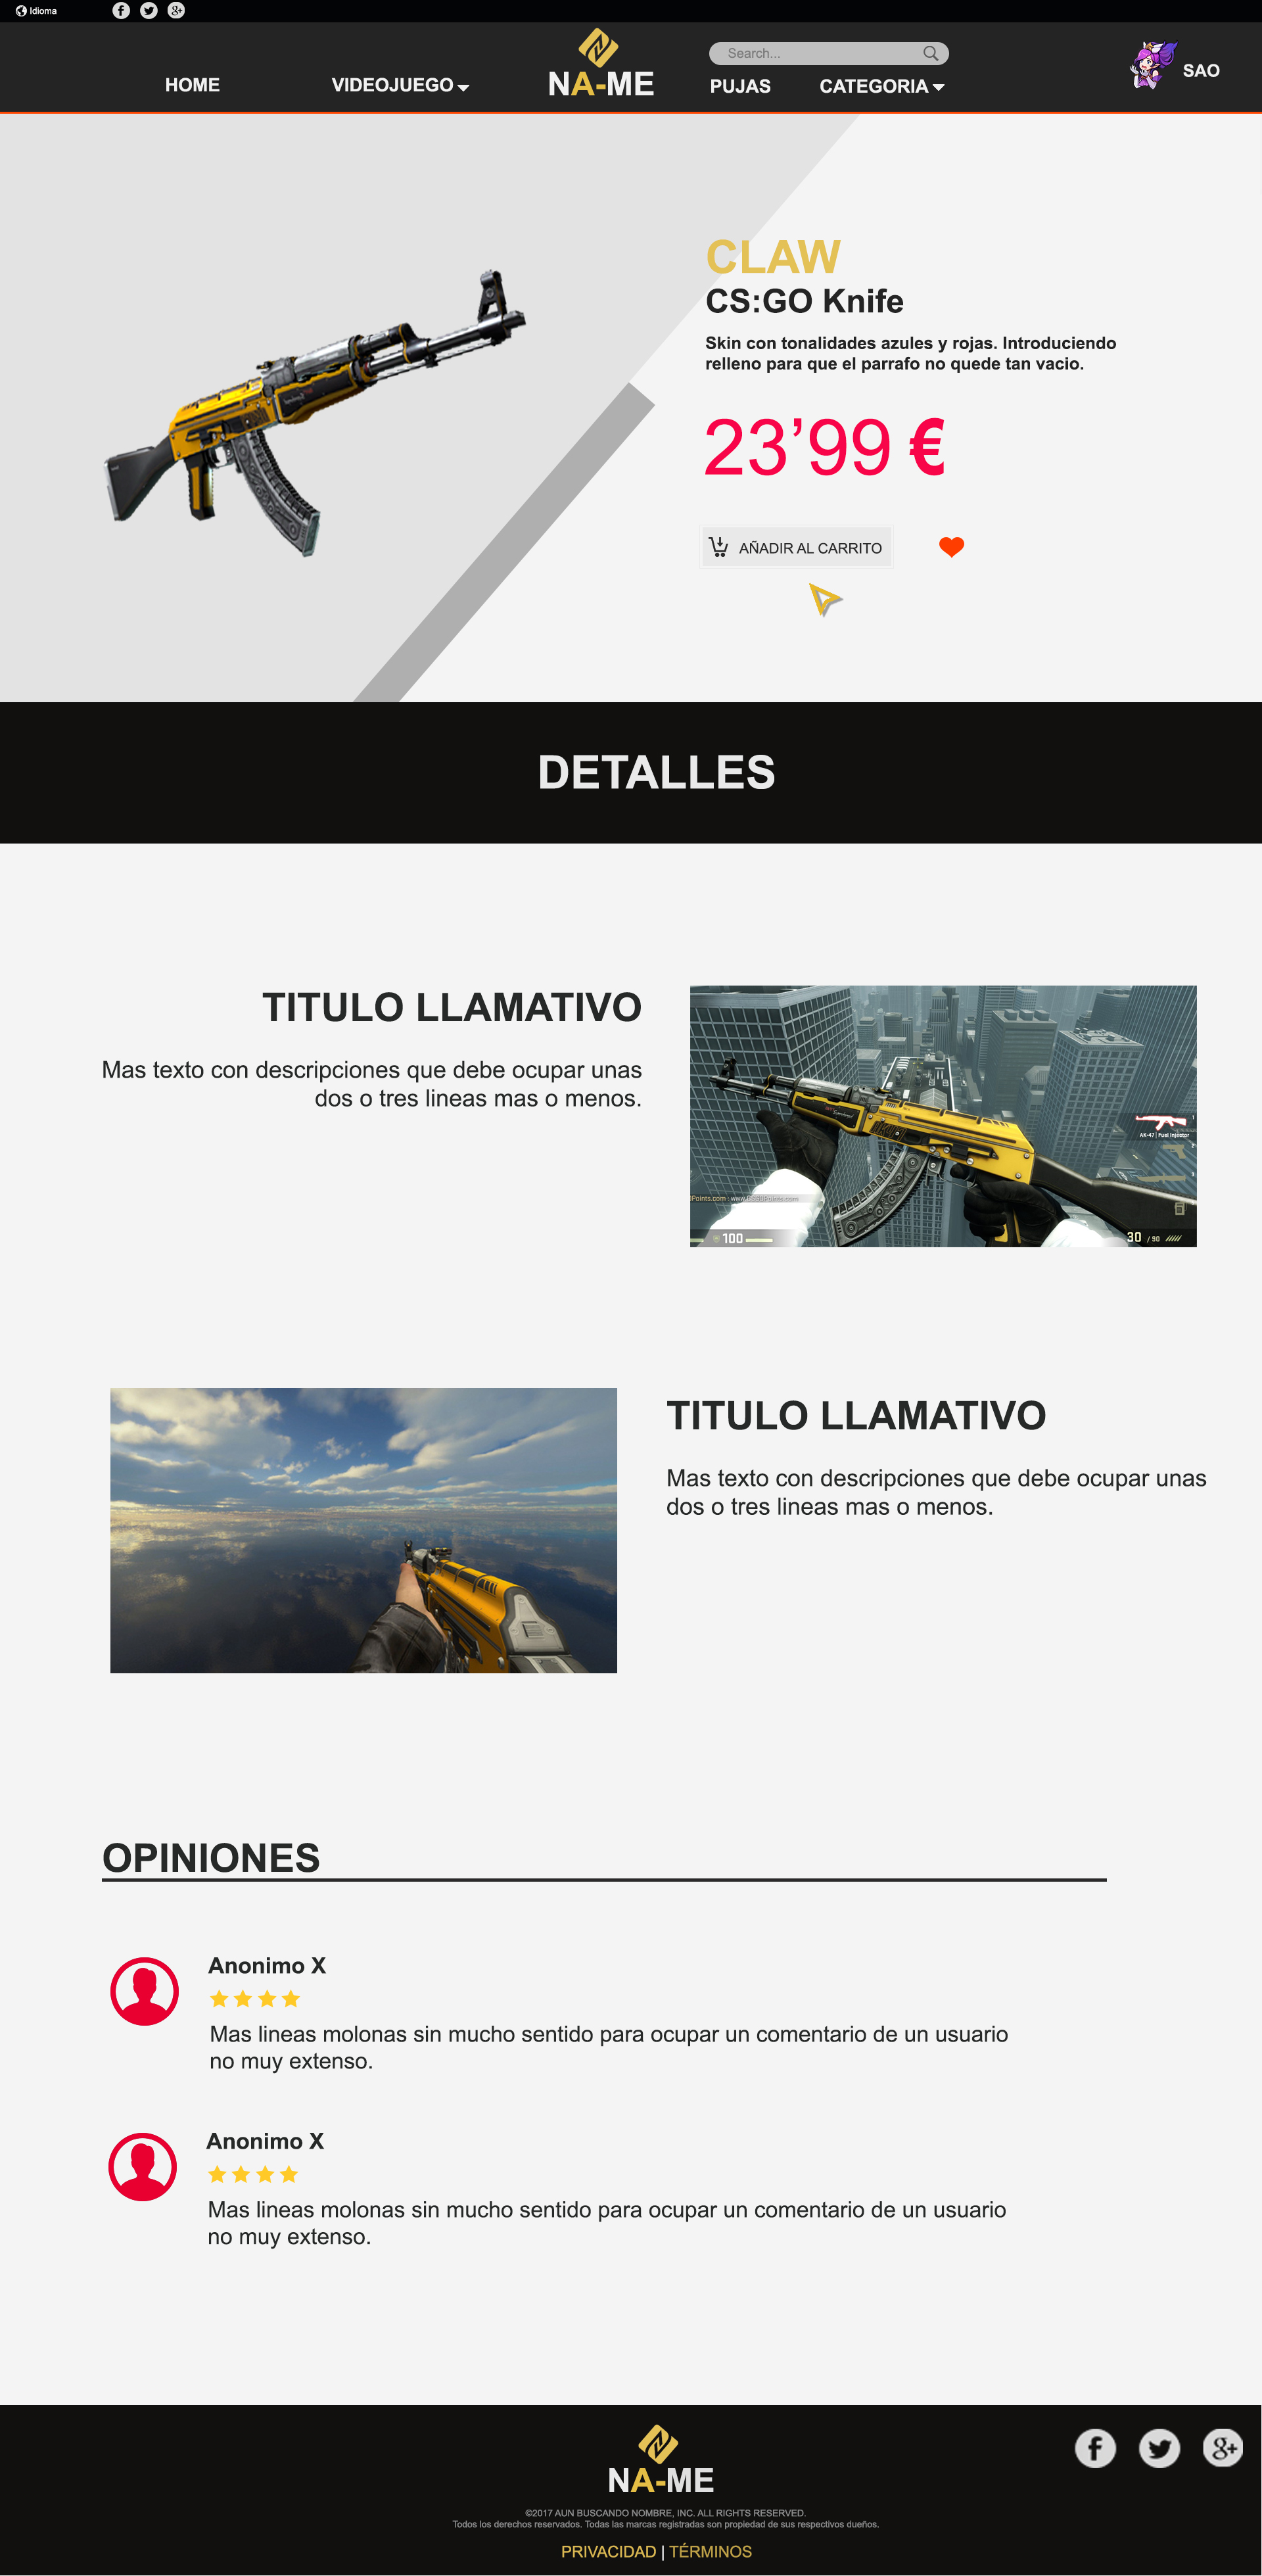 Idioma
HOME
VIDEOJUEGO
NA-ME
Search...
PUJAS
CATEGORIA
SAO
CLAW
CS:GO Knife
Skin con tonalidades azules y rojas. Introduciendo
relleno para que el parrafo no quede tan vacio.
23’99 €
AÑADIR AL CARRITO
DETALLES
TITULO LLAMATIVO
Mas texto con descripciones que debe ocupar unas
dos o tres lineas mas o menos.
AK-47 | Fuel Injector
100
30 / 90
TITULO LLAMATIVO
Mas texto con descripciones que debe ocupar unas
dos o tres lineas mas o menos.
OPINIONES
Anonimo X
Mas lineas molonas sin mucho sentido para ocupar un comentario de un usuario
no muy extenso.
Anonimo X
Mas lineas molonas sin mucho sentido para ocupar un comentario de un usuario
no muy extenso.
NA-ME
©2017 AUN BUSCANDO NOMBRE, INC. ALL RIGHTS RESERVED.
Todos los derechos reservados. Todas las marcas registradas son propiedad de sus respectivos dueños.
PRIVACIDAD | TÉRMINOS